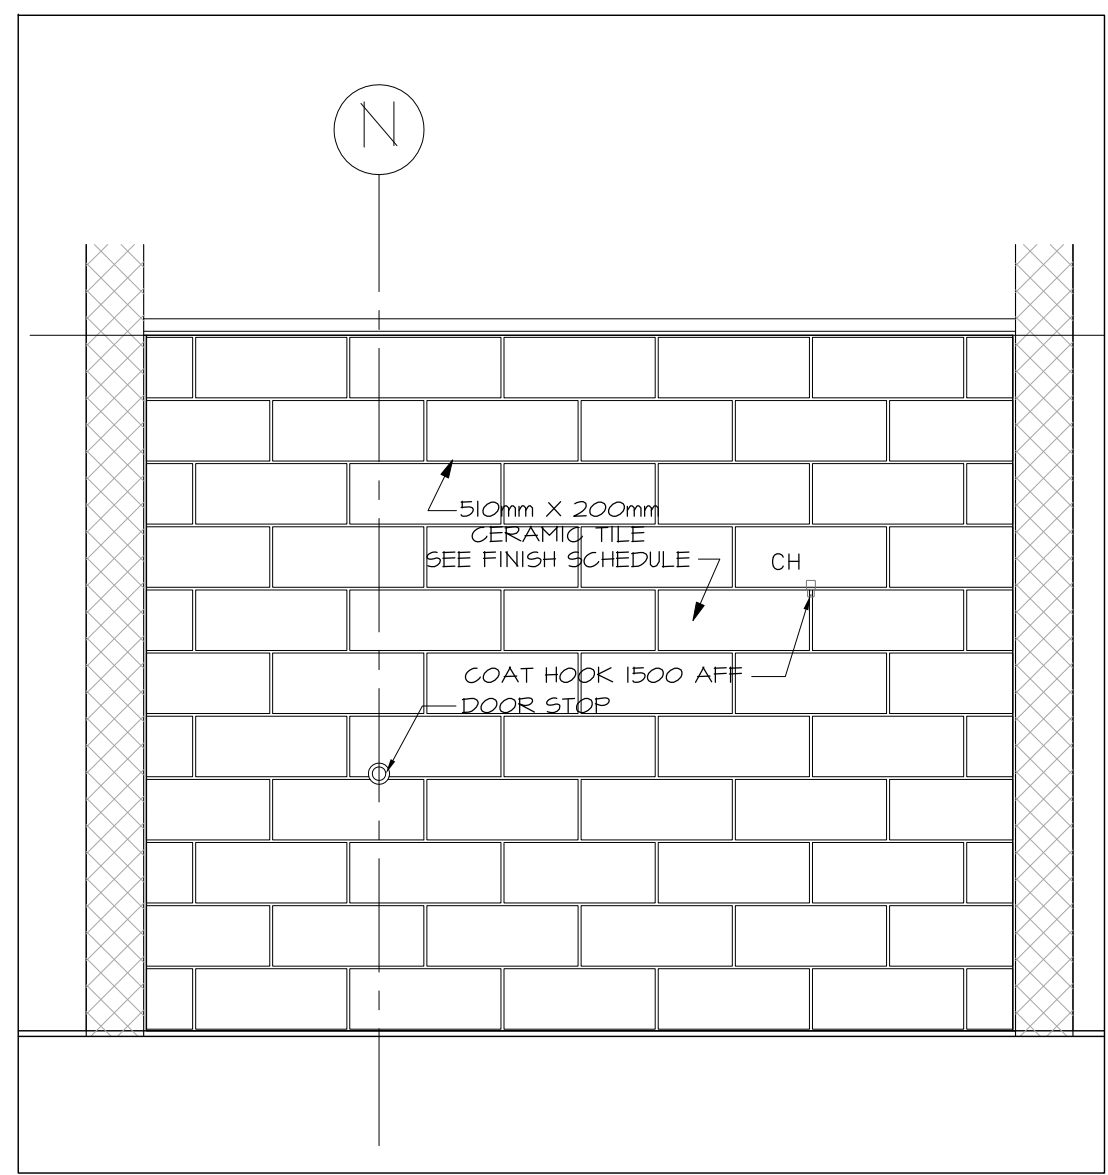 N
510mm X 200mm
CERAMIC TILE
SEE FINISH SCHEDULE
CH
COAT HOOK 1500 AFF
DOOR STOP